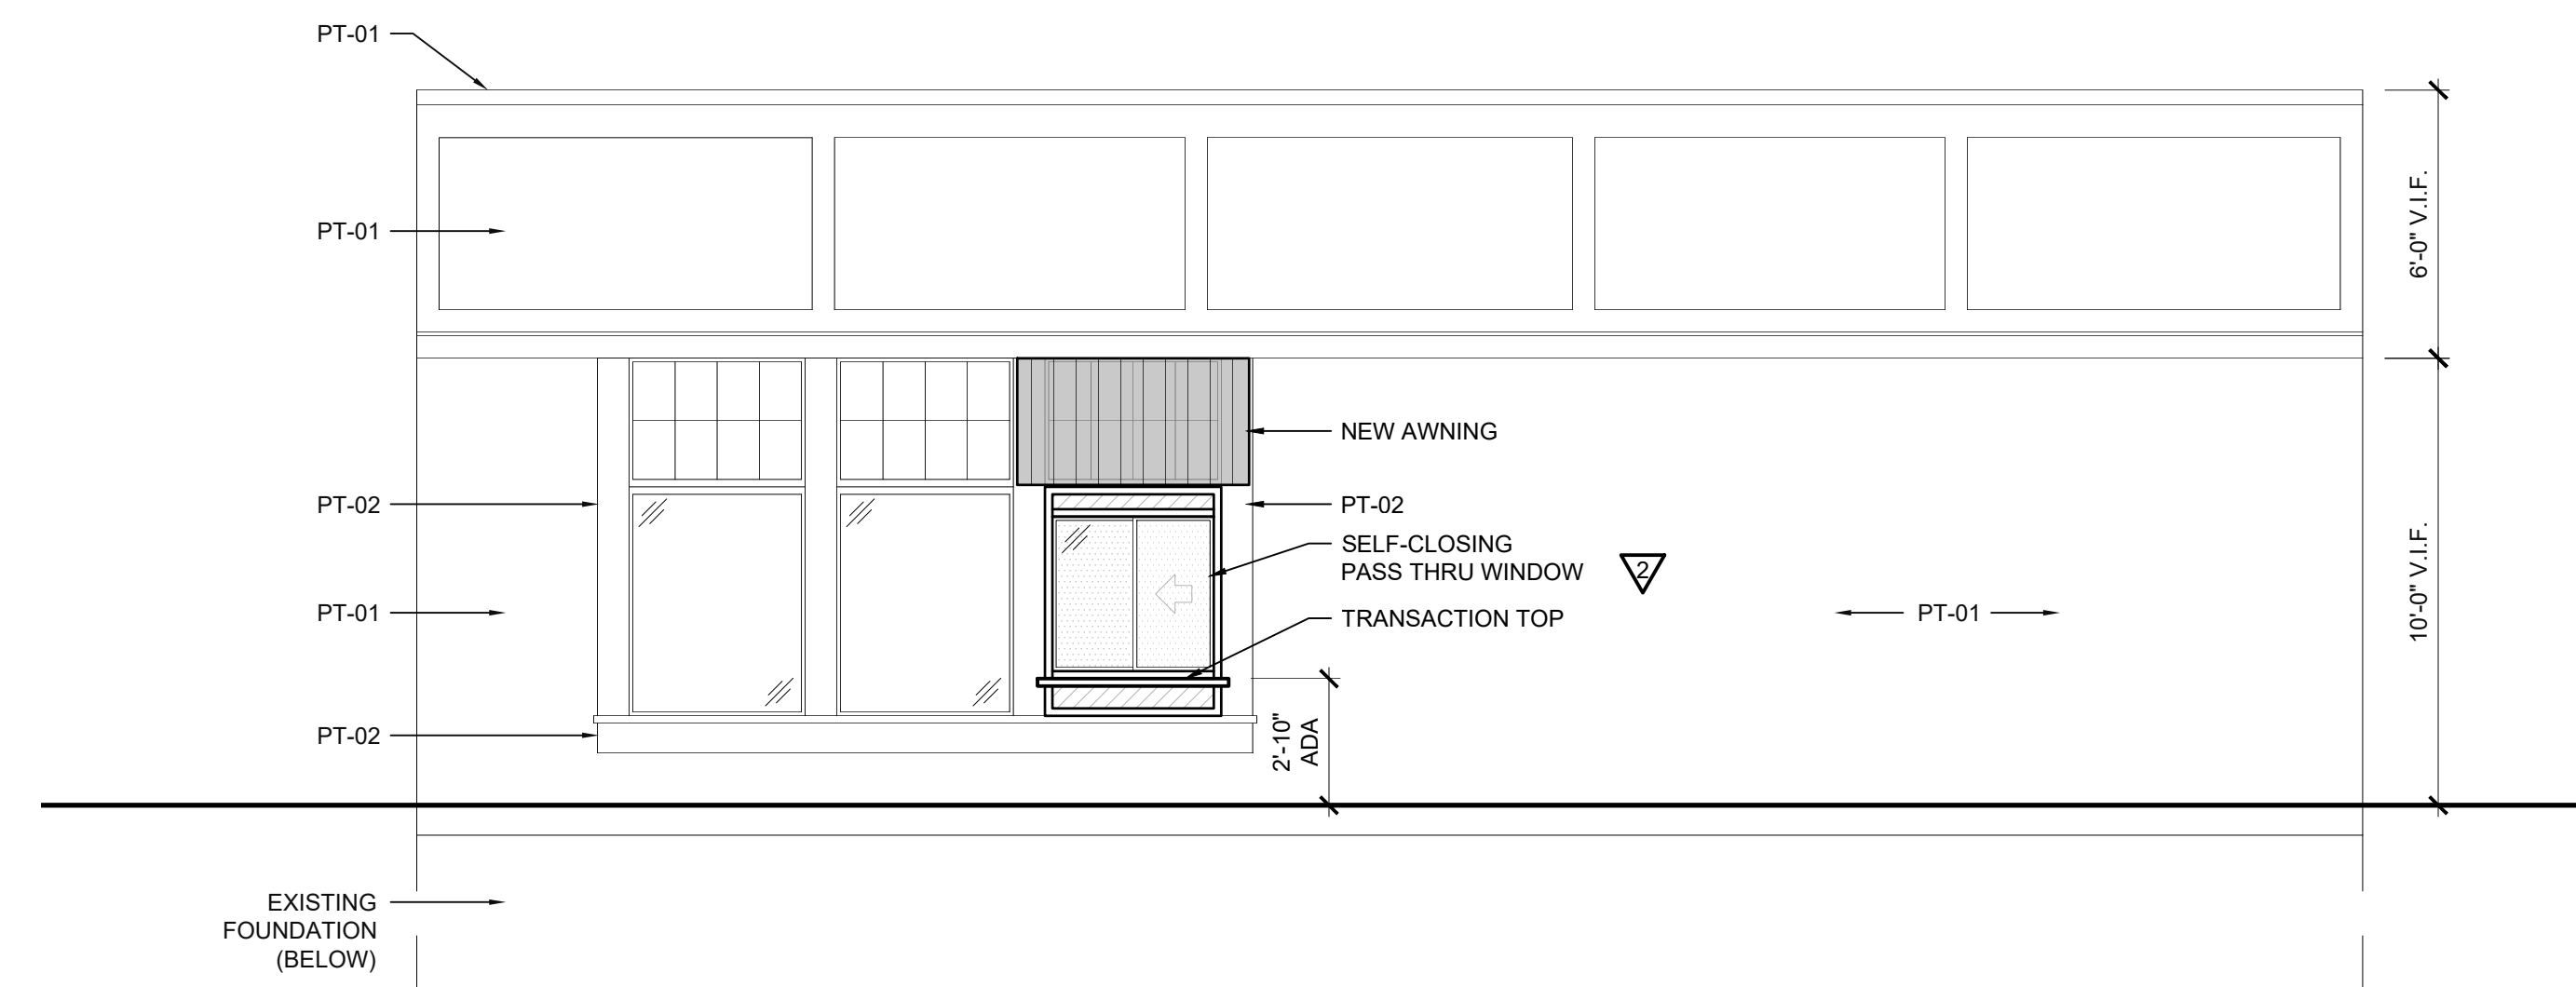 PT-01
PT-01
6'-0" V.I.F.
NEW AWNING
PT-02
PT-02
SELF-CLOSING
PASS THRU WINDOW
2
TRANSACTION TOP
PT-01
PT-01
10'-0" V.I.F.
PT-02
2'-10"
ADA
EXISTING
FOUNDATION
(BELOW)